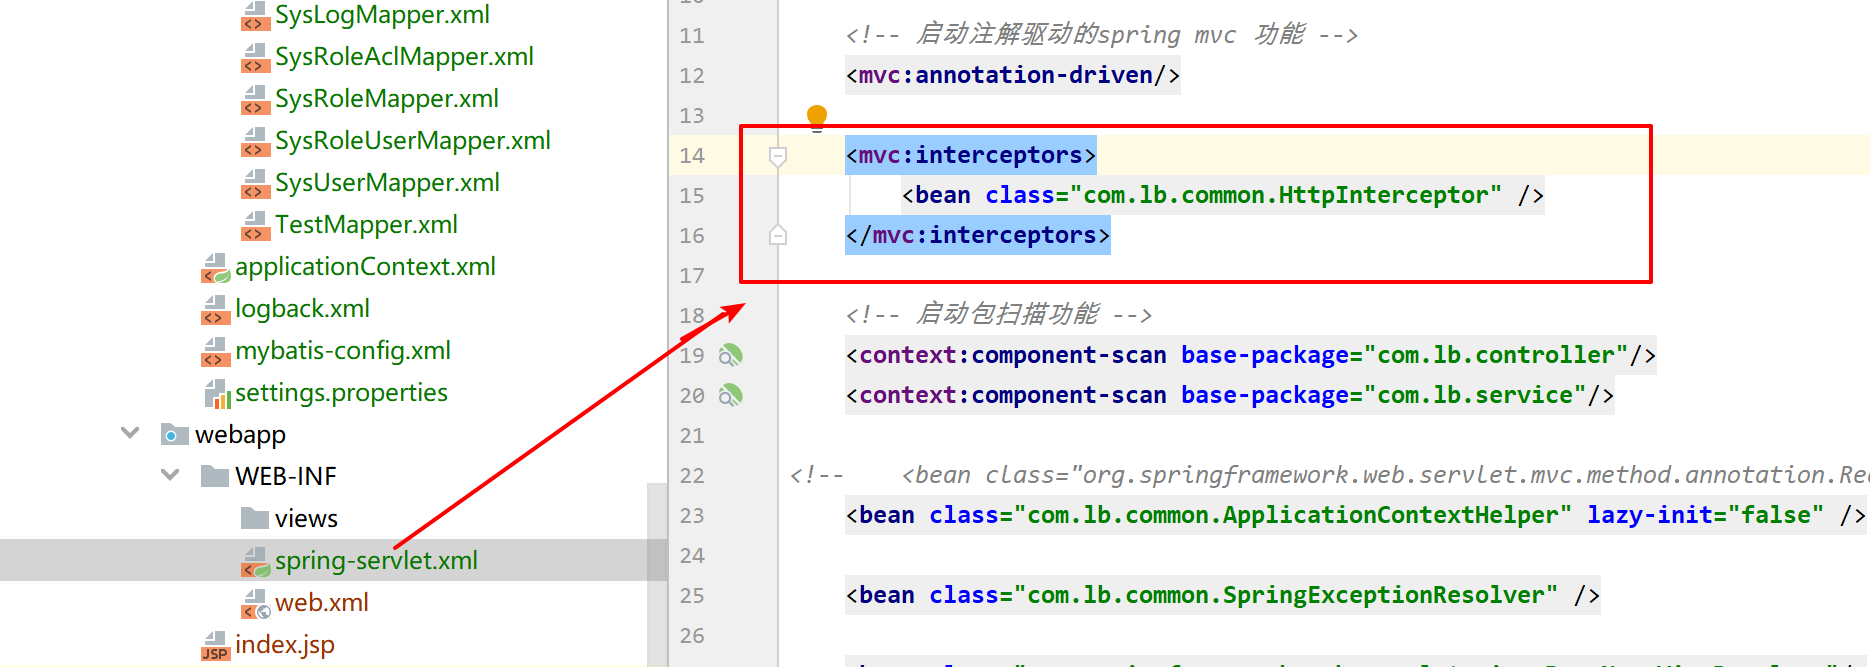 SysLogMapper.xml
SysRoleAclMapper.xml
SysRoleMapper.xml
SysRoleUserMapper.xml
SysUserMapper.xml
TestMapper.xml
applicationContext.xml
logback.xml
mybatis-config.xml
settings.properties
webapp
WEB-INF
views
spring-servlet.xml
web.xml
index.jsp
11 <!-- 启动注解驱动的spring mvc 功能 -->
12 <mvc:annotation-driven/>
13
14 <mvc:interceptors>
15 <bean class="com.lb.common.HttpInterceptor" />
16 </mvc:interceptors>
17
18 <!-- 启动包扫描功能 -->
19 <context:component-scan base-package="com.lb.controller"/>
20 <context:component-scan base-package="com.lb.service"/>
21
22 <!-- <bean class="org.springframework.web.servlet.mvc.method.annotation.Req
23 <bean class="com.lb.common.ApplicationContextHelper" lazy-init="false" />
24
25 <bean class="com.lb.common.SpringExceptionResolver" />
26